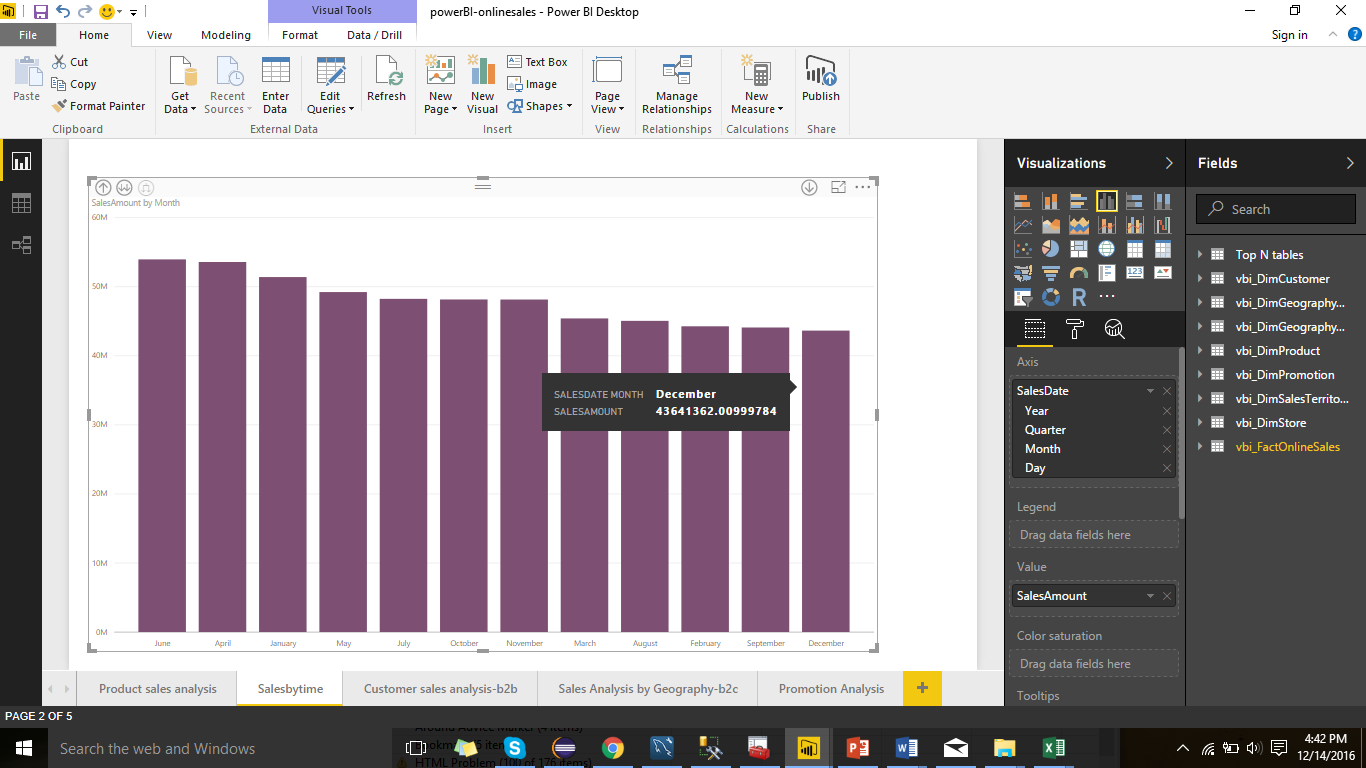 Visual Tools
powerBI-onlinesales - Power BI Desktop
File
Home
View
Modeling
Format
Data / Drill
Sign in
Paste
Cut
Copy
Format Painter
Clipboard
Get Data
Recent Sources
Enter Data
Edit Queries
Refresh
External Data
New Page
New Visual
Text Box
Image
Shapes
Insert
Page View
View
Manage Relationships
Relationships
New Measure
Calculations
Publish
Share
SalesAmount by Month
60M
50M
40M
30M
20M
10M
0M
June April January May July October November March August February September December
SALESDATE MONTH December
SALESAMOUNT 43641362.00999784
Visualizations
R
123
Axis
SalesDate
Year
Quarter
Month
Day
Legend
Drag data fields here
Value
SalesAmount
Color saturation
Drag data fields here
Tooltips
Fields
Search
Top N tables
vbi_DimCustomer
vbi_DimGeography...
vbi_DimGeography...
vbi_DimProduct
vbi_DimPromotion
vbi_DimSalesTerrito...
vbi_DimStore
vbi_FactOnlineSales
Product sales analysis
Salesbytime
Customer sales analysis-b2b
Sales Analysis by Geography-b2c
Promotion Analysis
+
PAGE 2 OF 5
Search the web and Windows
HTML Problem (100 of 176 items)
4:42 PM
12/14/2016